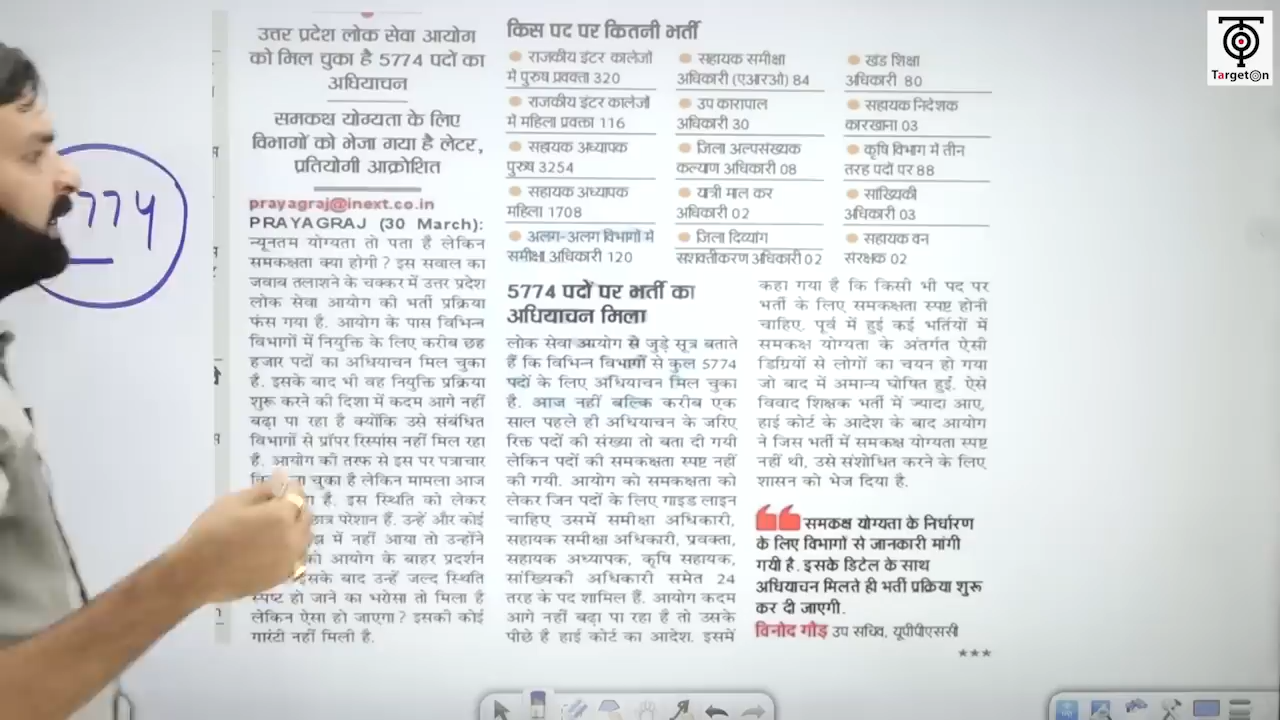 उत्तर प्रदेश लोक सेवा आयोग
को मिल चुका है 5774 पदों का
अधियाचन
समकक्ष योग्यता के लिए
विभागों को भेजा गया है लेटर,
प्रतियोगी आक्रोशित
prayagraj@inext.co.in
PRAYAGRAJ (30 March):
न्यूनतम योग्यता तो पता है लेकिन
समकक्षता क्या होगी? इस सवाल का
जवाब तलाशने के चक्कर में उत्तर प्रदेश
लोक सेवा आयोग की भर्ती प्रक्रिया
फंस गया है. आयोग के पास विभिन्न
विभागों में नियुक्ति के लिए करीब छह
हजार पदों का अधियाचन मिल चुका
है. इसके बाद भी वह नियुक्ति प्रक्रिया
शुरू करने की दिशा में कदम आगे नहीं
बढ़ा पा रहा है क्योंकि उसे संबंधित
विभागों से प्रॉपर रिस्पांस नहीं मिल रहा
है. आयोग की तरफ से इस पर पत्राचार
चुका है लेकिन मामला आज
है. इस स्थिति को लेकर
छात्र परेशान हैं. उन्हें और कोई
में नहीं आया तो उन्होंने
आयोग के बाहर प्रदर्शन
इसके बाद उन्हें जल्द स्थिति
स्पष्ट हो जाने का भरोसा तो मिला है
लेकिन ऐसा हो जाएगा? इसकी कोई
गारंटी नहीं मिली है.
किस पद पर कितनी भर्ती
राजकीय इंटर कालेजों
में पुरुष प्रवक्ता 320
राजकीय इंटर कालेजों
में महिला प्रवक्ता 116
सहायक अध्यापक
पुरुष 3254
सहायक अध्यापक
महिला 1708
अलग-अलग विभागों में
समीक्षा अधिकारी 120
सहायक समीक्षा
अधिकारी (एआरओ) 84
उप कारापाल
अधिकारी 30
जिला अल्पसंख्यक
कल्याण अधिकारी 08
यात्री माल कर
अधिकारी 02
जिला दिव्यांग
सशक्तीकरण अधिकारी 02
खंड शिक्षा
अधिकारी 80
सहायक निदेशक
कारखाना 03
कृषि विभाग में तीन
तरह पदों पर 88
सांख्यिकी
अधिकारी 03
सहायक वन
संरक्षक 02
5774 पदों पर भर्ती का
अधियाचन मिला
लोक सेवा आयोग से जुड़े सूत्र बताते
हैं कि विभिन्न विभागों से कुल 5774
पदों के लिए अधियाचन मिल चुका
है. आज नहीं बल्कि करीब एक
साल पहले ही अधियाचन के जरिए
रिक्त पदों की संख्या तो बता दी गयी
लेकिन पदों की समकक्षता स्पष्ट नहीं
की गयी. आयोग को समकक्षता को
लेकर जिन पदों के लिए गाइड लाइन
चाहिए उसमें समीक्षा अधिकारी,
सहायक समीक्षा अधिकारी, प्रवक्ता,
सहायक अध्यापक, कृषि सहायक,
सांख्यिकी अधिकारी समेत 24
तरह के पद शामिल हैं. आयोग कदम
आगे नहीं बढ़ा पा रहा है तो उसके
पीछे है हाई कोर्ट का आदेश. इसमें
कहा गया है कि किसी भी पद पर
भर्ती के लिए समकक्षता स्पष्ट होनी
चाहिए. पूर्व में हुई कई भर्तियों में
समकक्ष योग्यता के अंतर्गत ऐसी
डिग्रियों से लोगों का चयन हो गया
जो बाद में अमान्य घोषित हुईं. ऐसे
विवाद शिक्षक भर्ती में ज्यादा आए,
हाई कोर्ट के आदेश के बाद आयोग
ने जिस भर्ती में समकक्ष योग्यता स्पष्ट
नहीं थी, उसे संशोधित करने के लिए
शासन को भेज दिया है.
समकक्ष योग्यता के निर्धारण
के लिए विभागों से जानकारी मांगी
गयी है. इसके डिटेल के साथ
अधियाचन मिलते ही भर्ती प्रक्रिया शुरू
कर दी जाएगी.
विनोद गौड़ उप सचिव, यूपीपीएससी
***
774
TargetOn